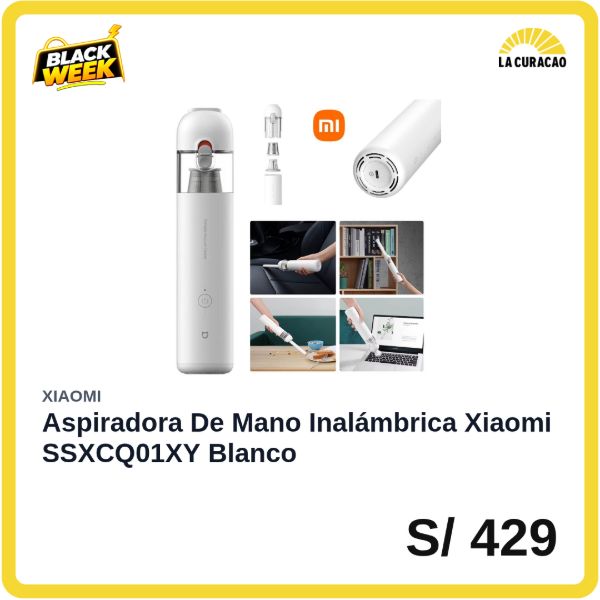 BLACK
WEEK
LA CURACAO
mi
XIAOMI
Aspiradora De Mano Inalámbrica Xiaomi
SSXCQ01XY Blanco
S/ 429